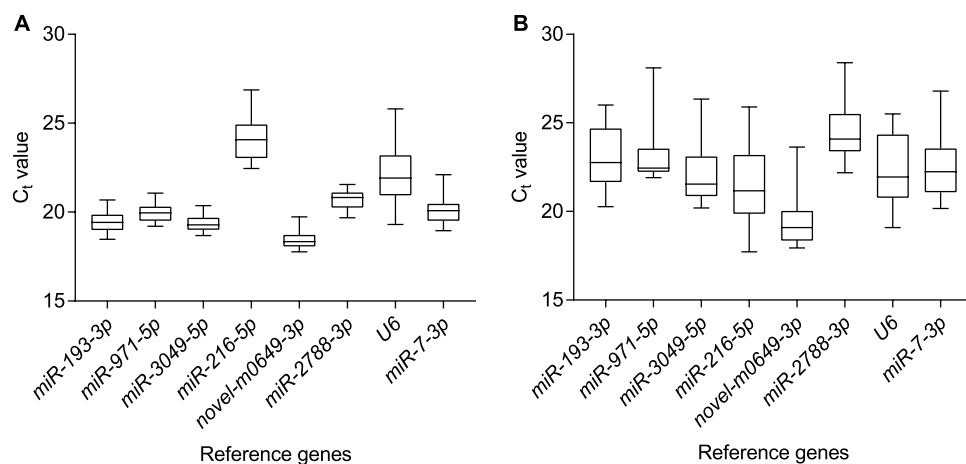 A
30
25
20
15
Ct value
miR-193-3p
miR-971-5p
miR-3049-5p
miR-216-5p
novel-m0649-3p
miR-2788-3p
U6
miR-7-3p
Reference genes
B
30
25
20
15
Ct value
miR-193-3p
miR-971-5p
miR-3049-5p
miR-216-5p
novel-m0649-3p
miR-2788-3p
U6
miR-7-3p
Reference genes